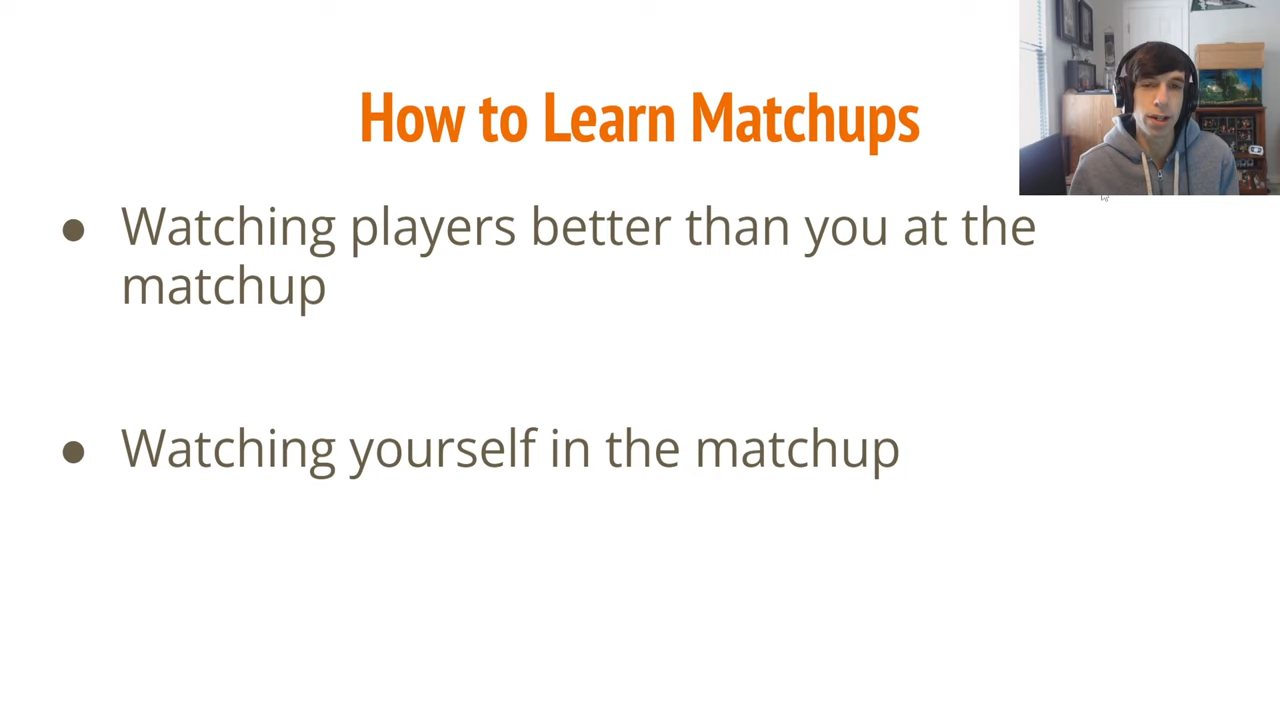 How to Learn Matchups
● Watching players better than you at the
matchup
● Watching yourself in the matchup